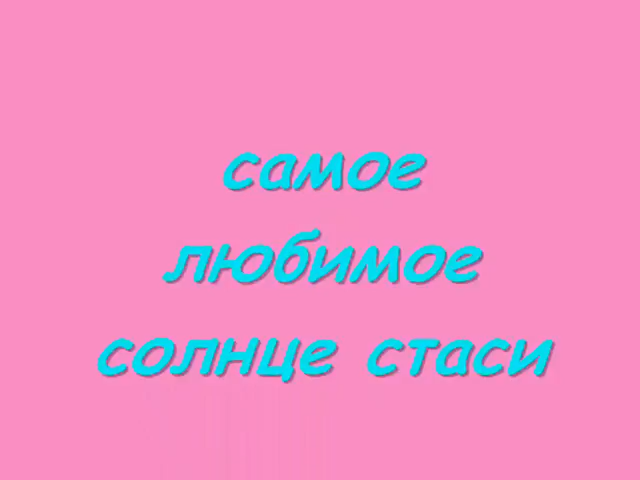 самое
любимое
солнце стаси